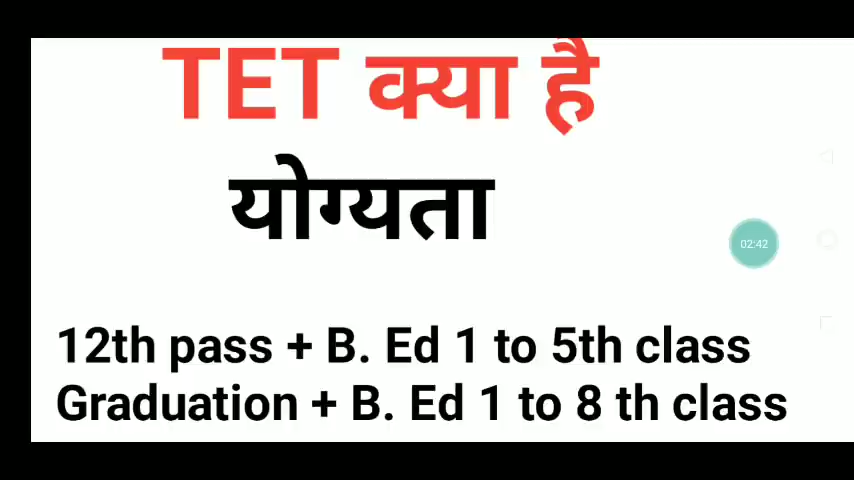 TET क्या है
योग्यता
02:42
12th pass + B. Ed 1 to 5th class
Graduation + B. Ed 1 to 8 th class